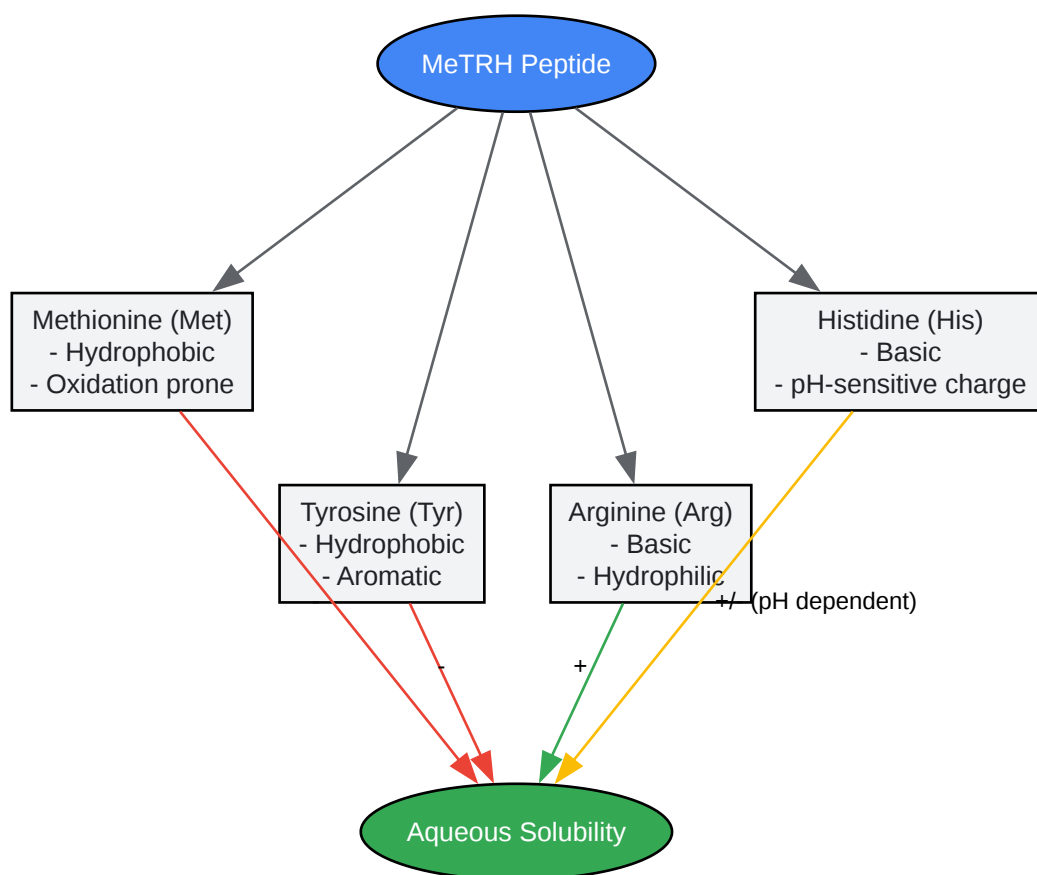 MeTRH Peptide
Methionine (Met)
- Hydrophobic
- Oxidation prone
Histidine (His)
- Basic
- pH-sensitive charge
Tyrosine (Tyr)
- Hydrophobic
- Aromatic
Arginine (Arg)
- Basic
- Hydrophilic
+/- (pH dependent)
-
+
Aqueous Solubility